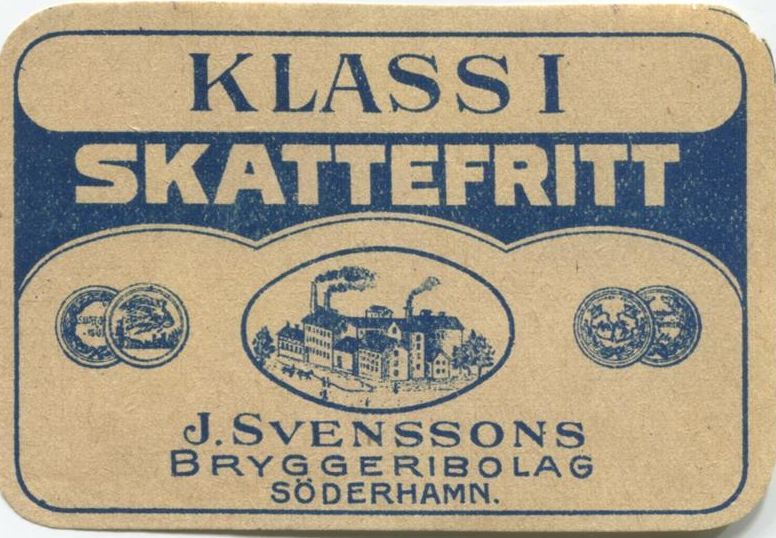 KLASS I
SKATTEFRITT
J. SVENSSONS
BRYGGERIBOLAG
SÖDERHAMN.